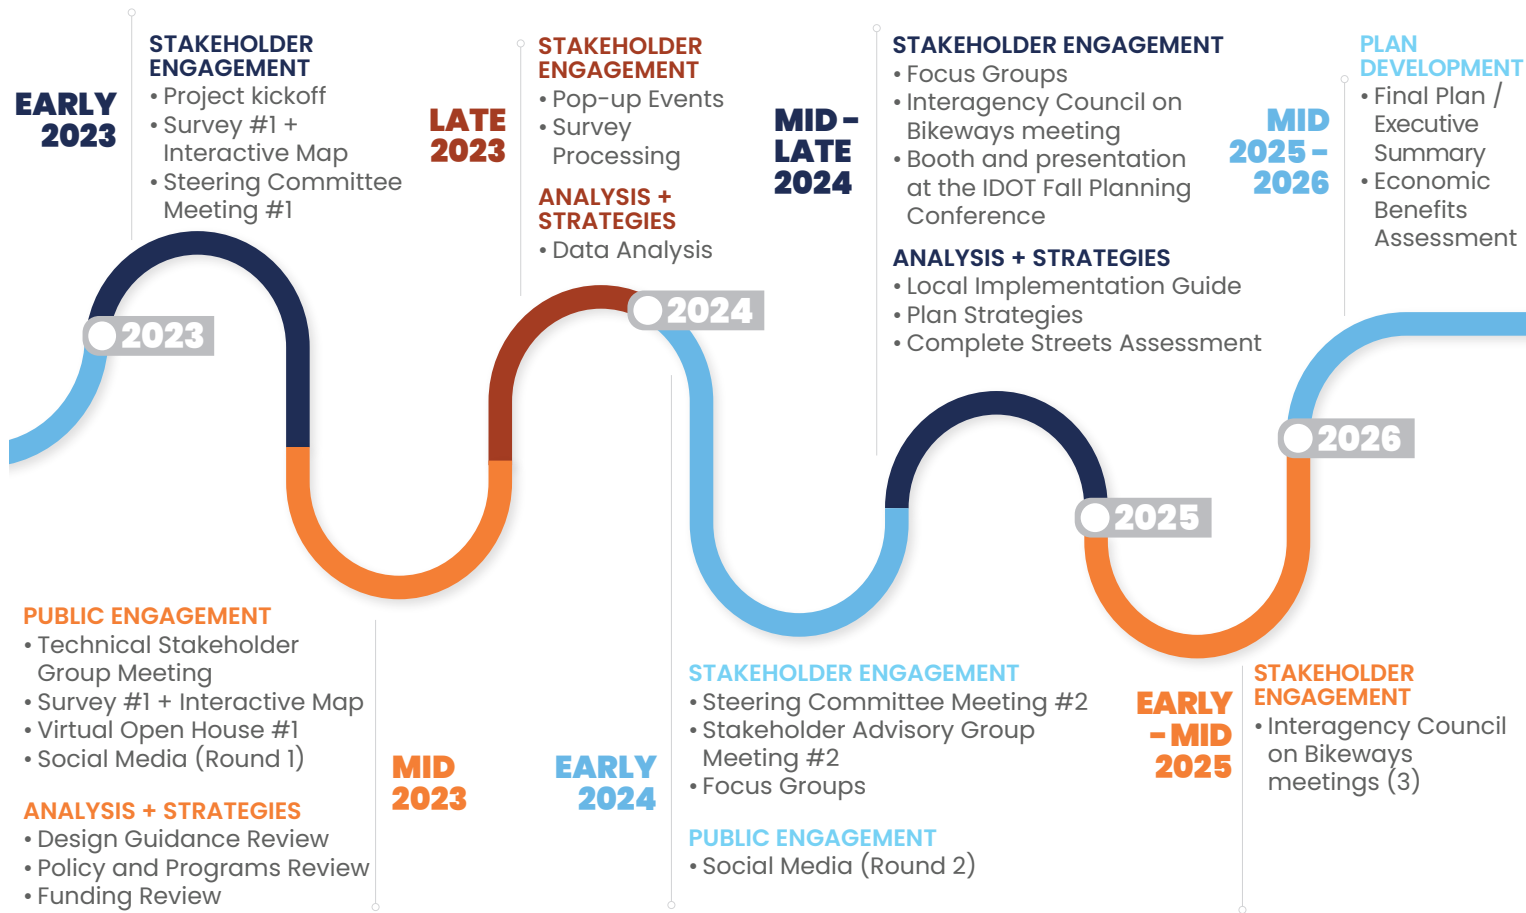 EARLY
2023
STAKEHOLDER
ENGAGEMENT
• Project kickoff
• Survey #1 +
Interactive Map
• Steering Committee
Meeting #1
LATE
2023
STAKEHOLDER
ENGAGEMENT
• Pop-up Events
• Survey
Processing
ANALYSIS +
STRATEGIES
• Data Analysis
MID –
LATE
2024
STAKEHOLDER ENGAGEMENT
• Focus Groups
• Interagency Council on
Bikeways meeting
• Booth and presentation
at the IDOT Fall Planning
Conference
ANALYSIS + STRATEGIES
• Local Implementation Guide
• Plan Strategies
• Complete Streets Assessment
MID
2025 –
2026
PLAN
DEVELOPMENT
• Final Plan /
Executive
Summary
• Economic
Benefits
Assessment
2023
2024
2025
2026
PUBLIC ENGAGEMENT
• Technical Stakeholder
Group Meeting
• Survey #1 + Interactive Map
• Virtual Open House #1
• Social Media (Round 1)
ANALYSIS + STRATEGIES
• Design Guidance Review
• Policy and Programs Review
• Funding Review
MID
2023
EARLY
2024
STAKEHOLDER ENGAGEMENT
• Steering Committee Meeting #2
• Stakeholder Advisory Group
Meeting #2
• Focus Groups
PUBLIC ENGAGEMENT
• Social Media (Round 2)
EARLY
– MID
2025
STAKEHOLDER
ENGAGEMENT
• Interagency Council
on Bikeways
meetings (3)